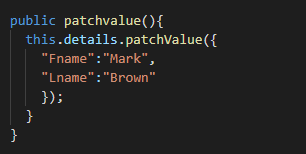 public patchvalue(){
this.details.patchValue({
"Fname":"Mark",
"Lname":"Brown"
});
}
}